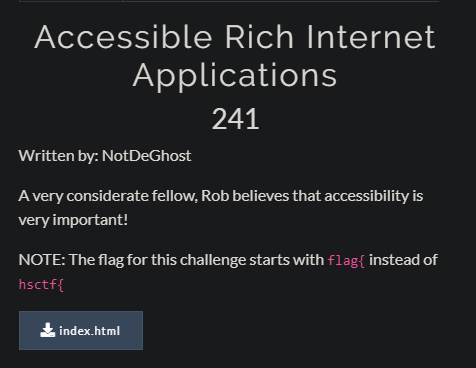 Accessible Rich Internet
Applications
241
Written by: NotDeGhost
A very considerate fellow, Rob believes that accessibility is
very important!
NOTE: The flag for this challenge starts with flag{ instead of
hsctf{
index.html